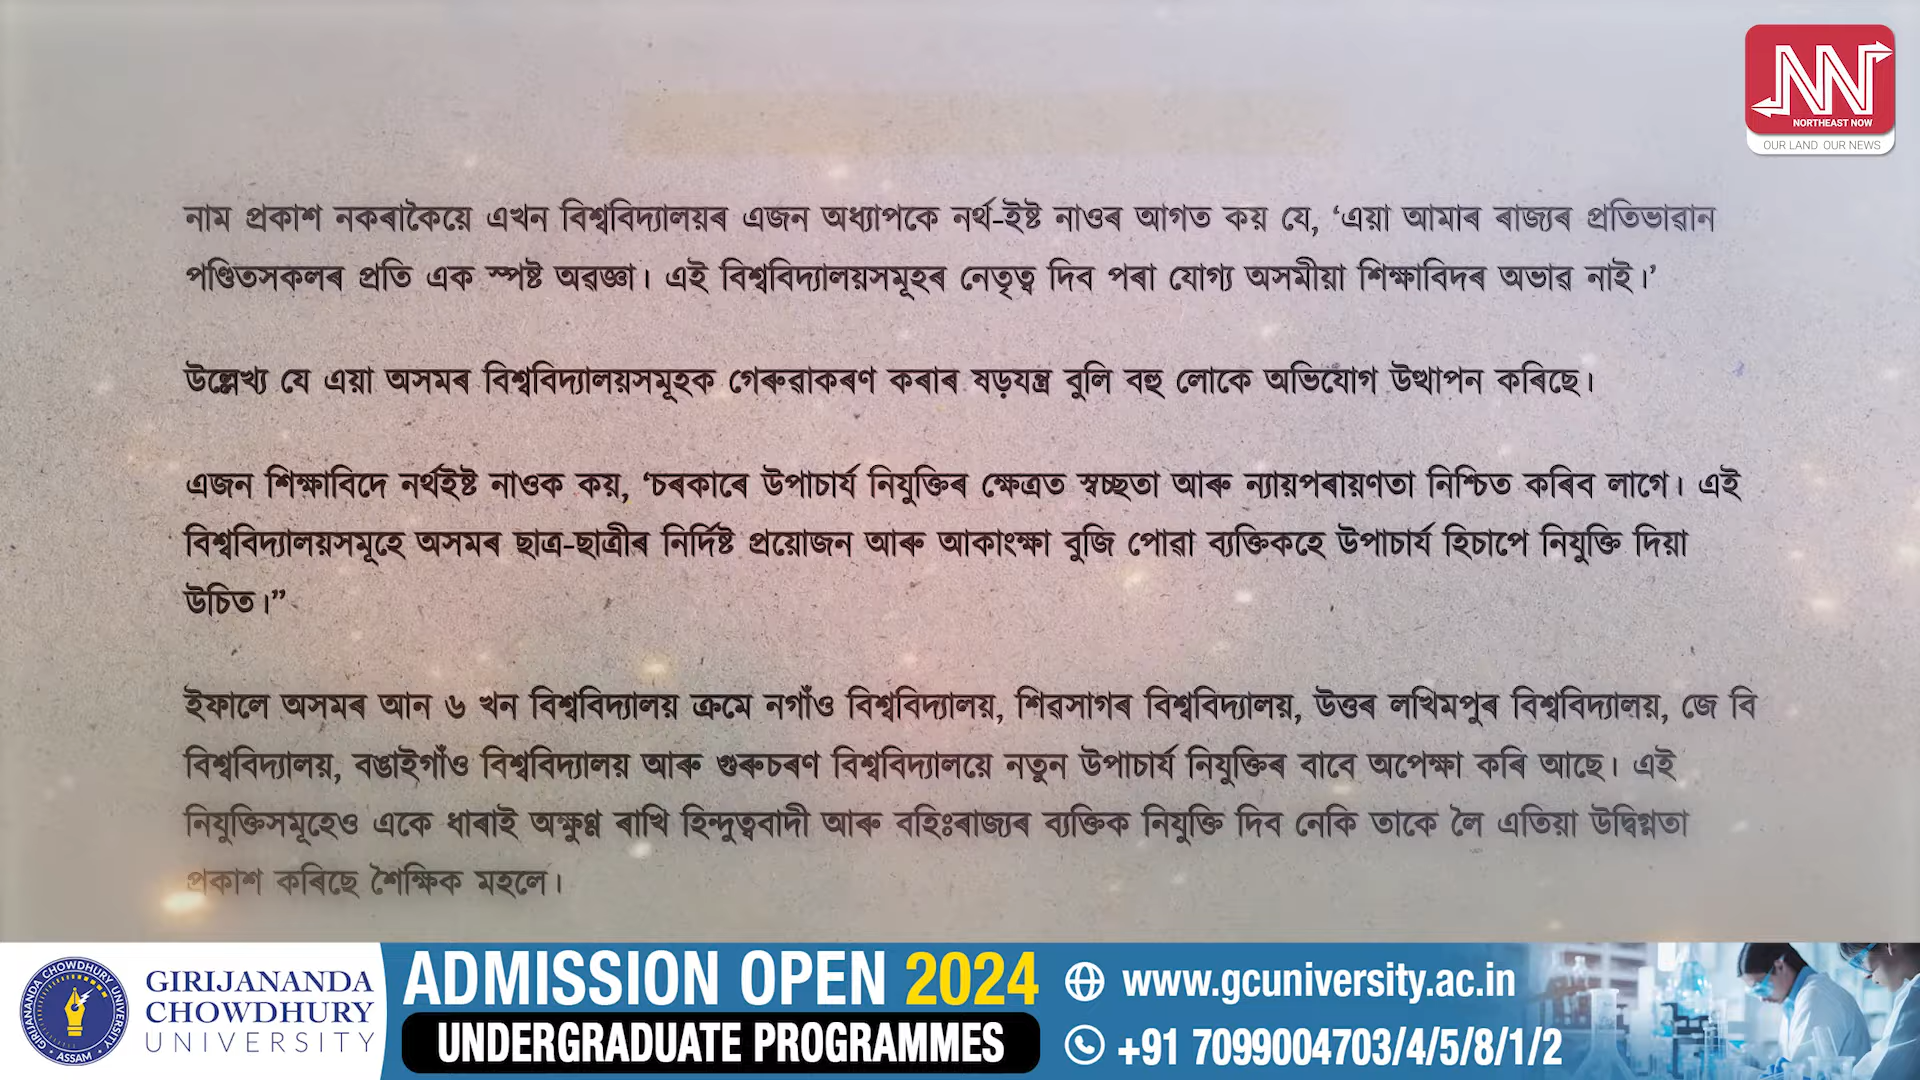 NN
NORTHEAST NOW
OUR LAND OUR NEWS
নাম প্ৰকাশ নকৰাকৈয়ে এখন বিশ্ববিদ্যালয়ৰ এজন অধ্যাপকে নৰ্থ-ইষ্ট নাওৰ আগত কয় যে, ‘এয়া আমাৰ ৰাজ্যৰ প্ৰতিভাৱান
পণ্ডিতসকলৰ প্ৰতি এক স্পষ্ট অৱজ্ঞা। এই বিশ্ববিদ্যালয়সমূহৰ নেতৃত্ব দিব পৰা যোগ্য অসমীয়া শিক্ষাবিদৰ অভাৱ নাই।’
উল্লেখ্য যে এয়া অসমৰ বিশ্ববিদ্যালয়সমূহক গেৰুৱাকৰণ কৰাৰ ষড়যন্ত্ৰ বুলি বহু লোকে অভিযোগ উত্থাপন কৰিছে।
এজন শিক্ষাবিদে নৰ্থইষ্ট নাওক কয়, ‘চৰকাৰে উপাচাৰ্য নিযুক্তিৰ ক্ষেত্ৰত স্বচ্ছতা আৰু ন্যায়পৰায়ণতা নিশ্চিত কৰিব লাগে। এই
বিশ্ববিদ্যালয়সমূহে অসমৰ ছাত্ৰ-ছাত্ৰীৰ নিৰ্দিষ্ট প্ৰয়োজন আৰু আকাংক্ষা বুজি পোৱা ব্যক্তিকহে উপাচাৰ্য হিচাপে নিযুক্তি দিয়া
উচিত।”
ইফালে অসমৰ আন ৬ খন বিশ্ববিদ্যালয় ক্ৰমে নগাঁও বিশ্ববিদ্যালয়, শিৱসাগৰ বিশ্ববিদ্যালয়, উত্তৰ লখিমপুৰ বিশ্ববিদ্যালয়, জে বি
বিশ্ববিদ্যালয়, বঙাইগাঁও বিশ্ববিদ্যালয় আৰু গুৰুচৰণ বিশ্ববিদ্যালয়ে নতুন উপাচাৰ্য নিযুক্তিৰ বাবে অপেক্ষা কৰি আছে। এই
নিযুক্তিসমূহেও একে ধাৰাই অক্ষুণ্ণ ৰাখি হিন্দুত্ববাদী আৰু বহিঃৰাজ্যৰ ব্যক্তিক নিযুক্তি দিব নেকি তাকে লৈ এতিয়া উদ্বিগ্নতা
প্ৰকাশ কৰিছে শৈক্ষিক মহলে।
GIRIJANANDA CHOWDHURY UNIVERSITY
ASSAM
GIRIJANANDA
CHOWDHURY
UNIVERSITY
ADMISSION OPEN 2024
UNDERGRADUATE PROGRAMMES
www.gcuniversity.ac.in
+91 7099004703/4/5/8/1/2